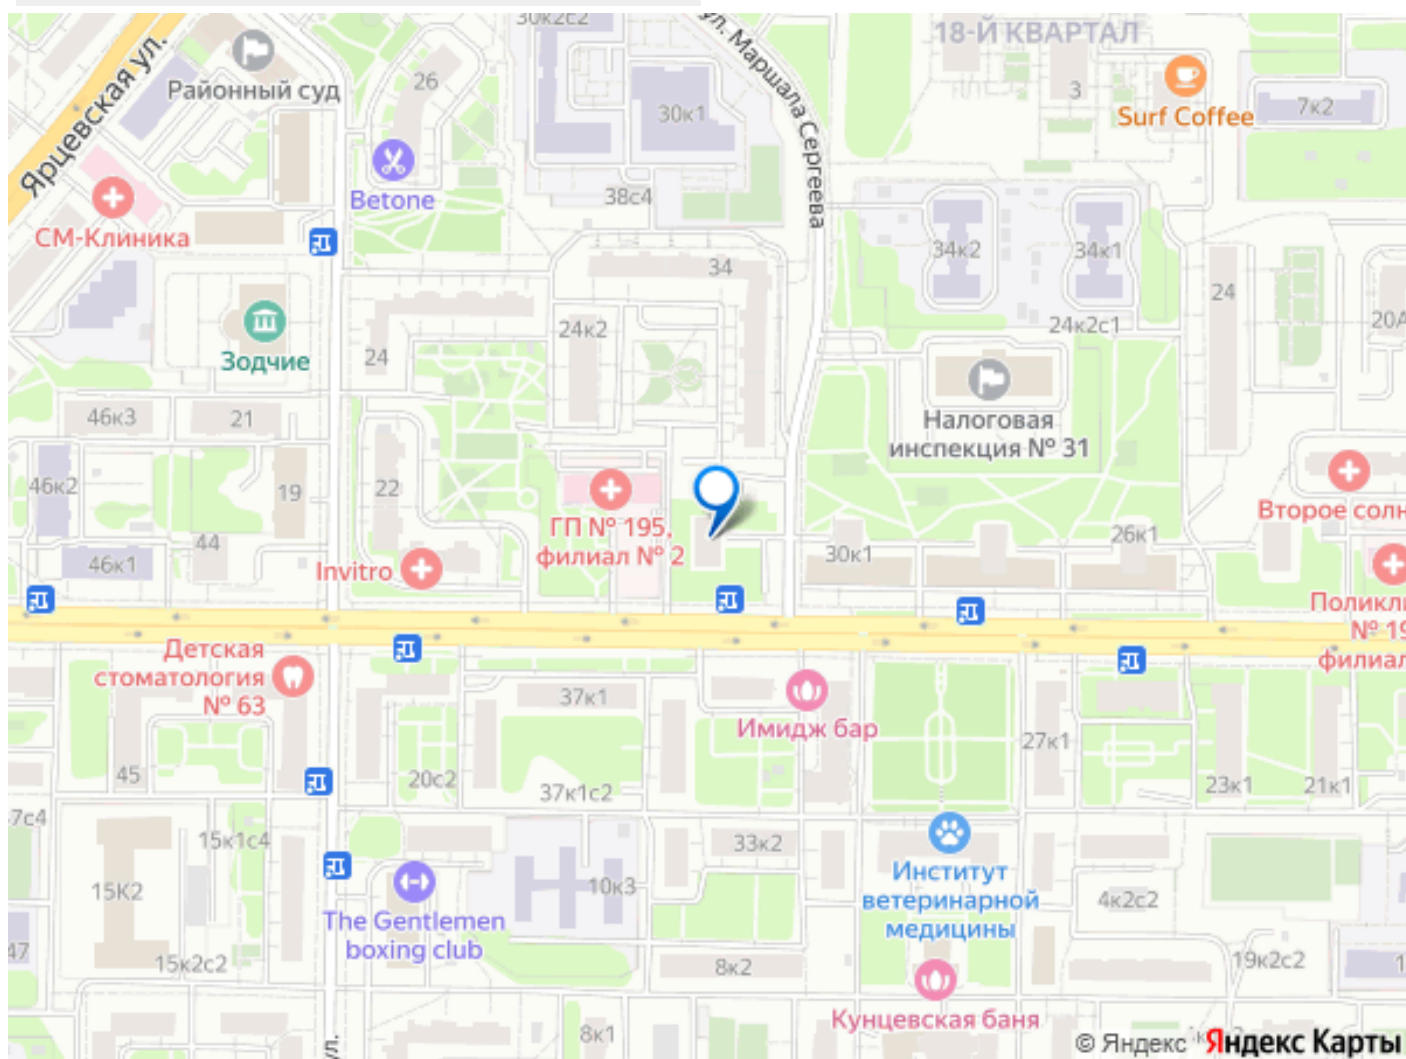 30к2с2
ул. Маршала Сергеева
18-Й КВАРТАЛ
Ярцевская ул.
Районный суд
26
30к1
3
Surf Coffee
7к2
Betone
38с4
СМ-Клиника
34к2
34к1
34
24
24к2
24к2с1
20А
Зодчие
24
Налоговая
инспекция № 31
46к3
21
46к2
19
22
ГП № 195,
филиал № 2
Второе солн
44
30к1
26к1
46к1
Invitro
Поликли
№ 19
филиал
Детская
стоматология
№ 63
37к1
Имидж бар
27к1
45
20с2
37к1с2
23к1
21к1
7с4
15к1с4
33к2
15К2
10к3
Институт
ветеринарной
медицины
4к2с2
The Gentlemen
boxing club
47
15к2с2
8к2
19к2с2
1
Кунцевская баня
8к1
ул.
© Яндекс
Яндекс Карты